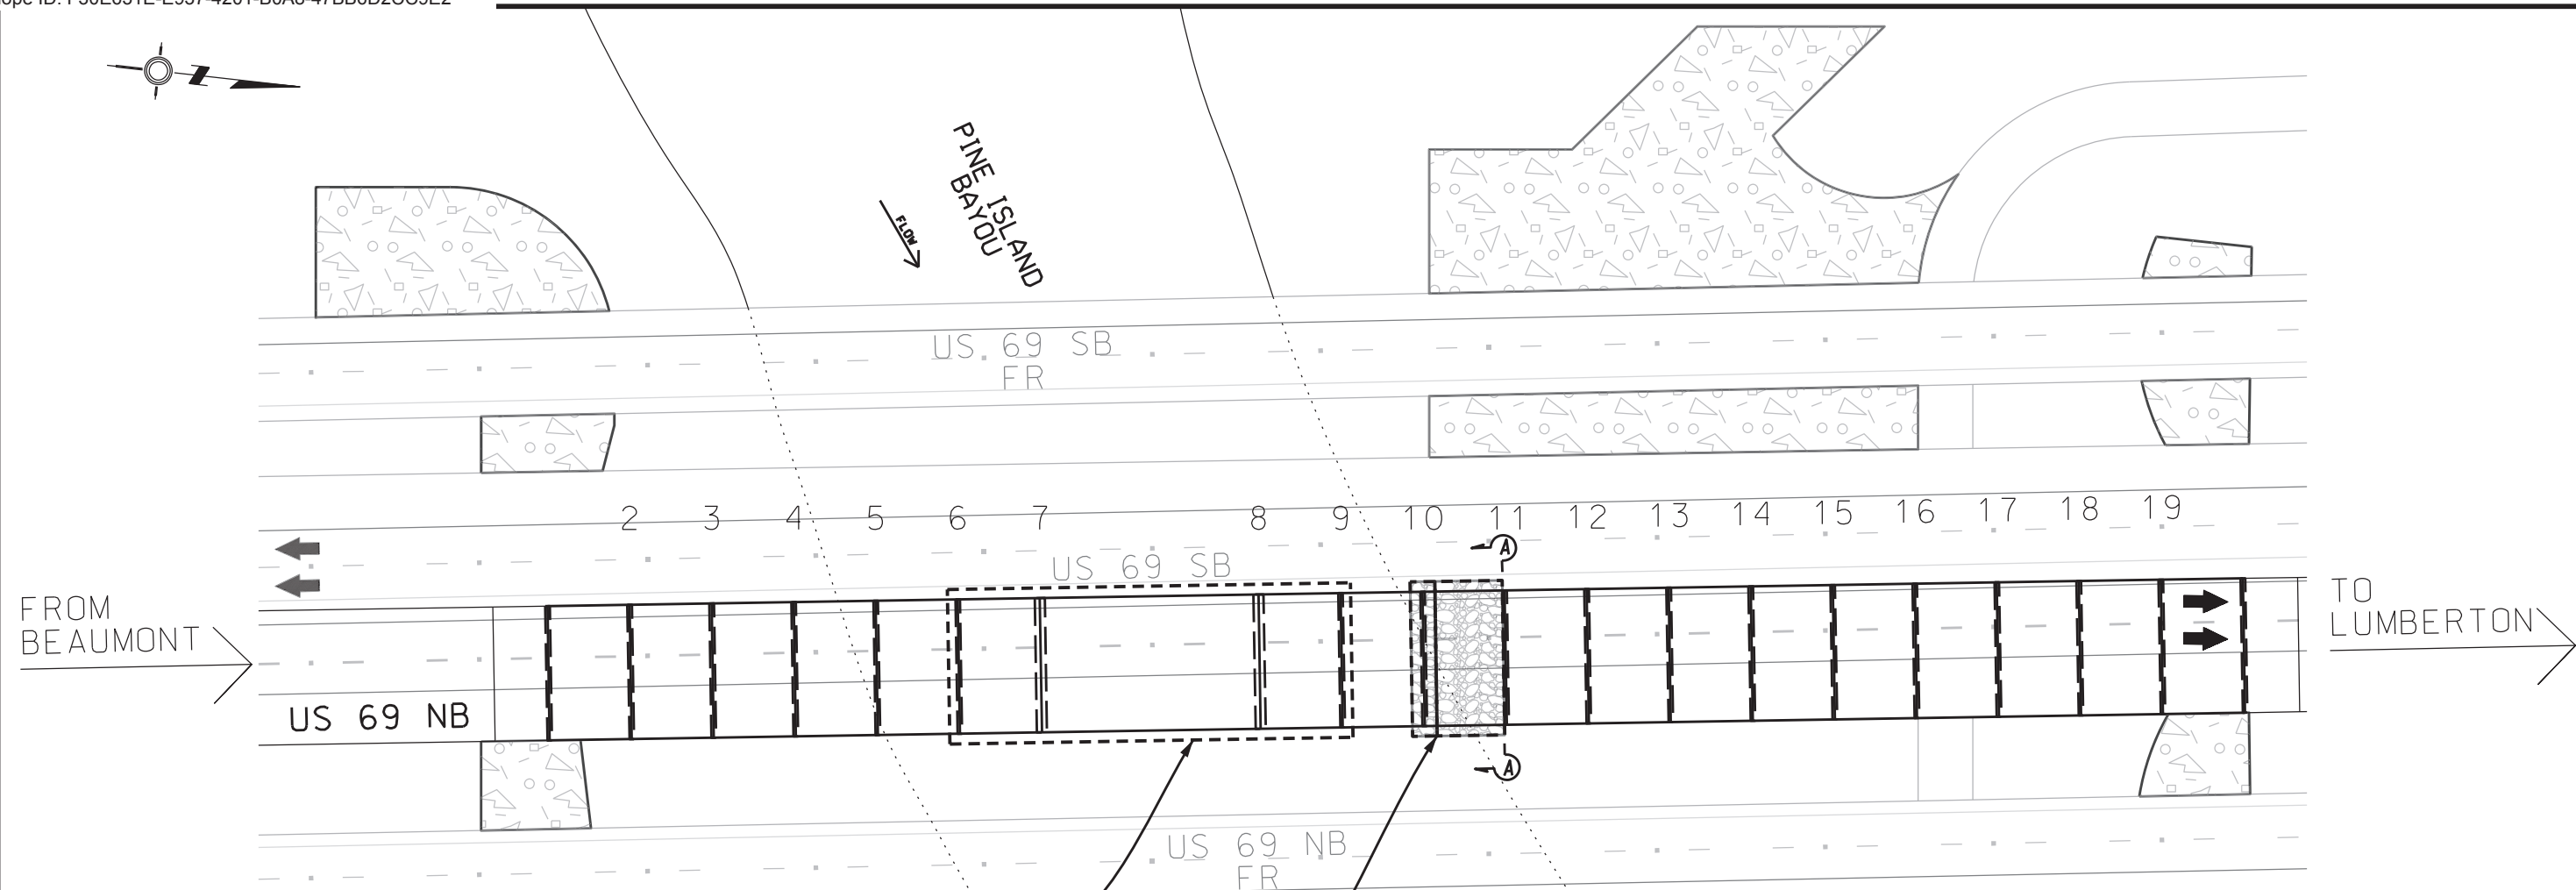 PINE ISLAND
BAYOU
FLOW
US 69 SB
FR
2 3 4 5 6 7 8 9 10 11 12 13 14 15 16 17 18 19
A
US 69 SB
FROM
BEAUMONT
TO
LUMBERTON
US 69 NB
A
US 69 NB
FR